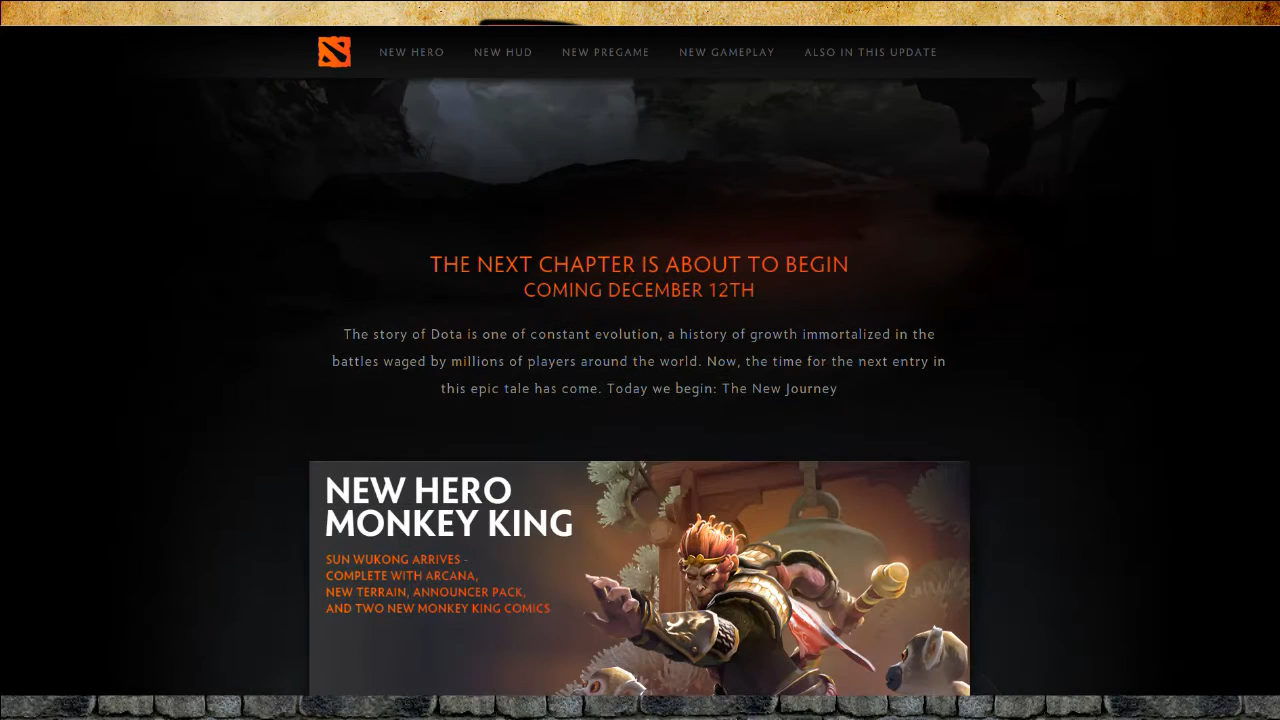 NEW HERO NEW HUD NEW PREGAME NEW GAMEPLAY ALSO IN THIS UPDATE
THE NEXT CHAPTER IS ABOUT TO BEGIN
COMING DECEMBER 12TH
The story of Dota is one of constant evolution, a history of growth immortalized in the
battles waged by millions of players around the world. Now, the time for the next entry in
this epic tale has come. Today we begin: The New Journey
NEW HERO
MONKEY KING
SUN WUKONG ARRIVES -
COMPLETE WITH ARCANA,
NEW TERRAIN, ANNOUNCER PACK,
AND TWO NEW MONKEY KING COMICS